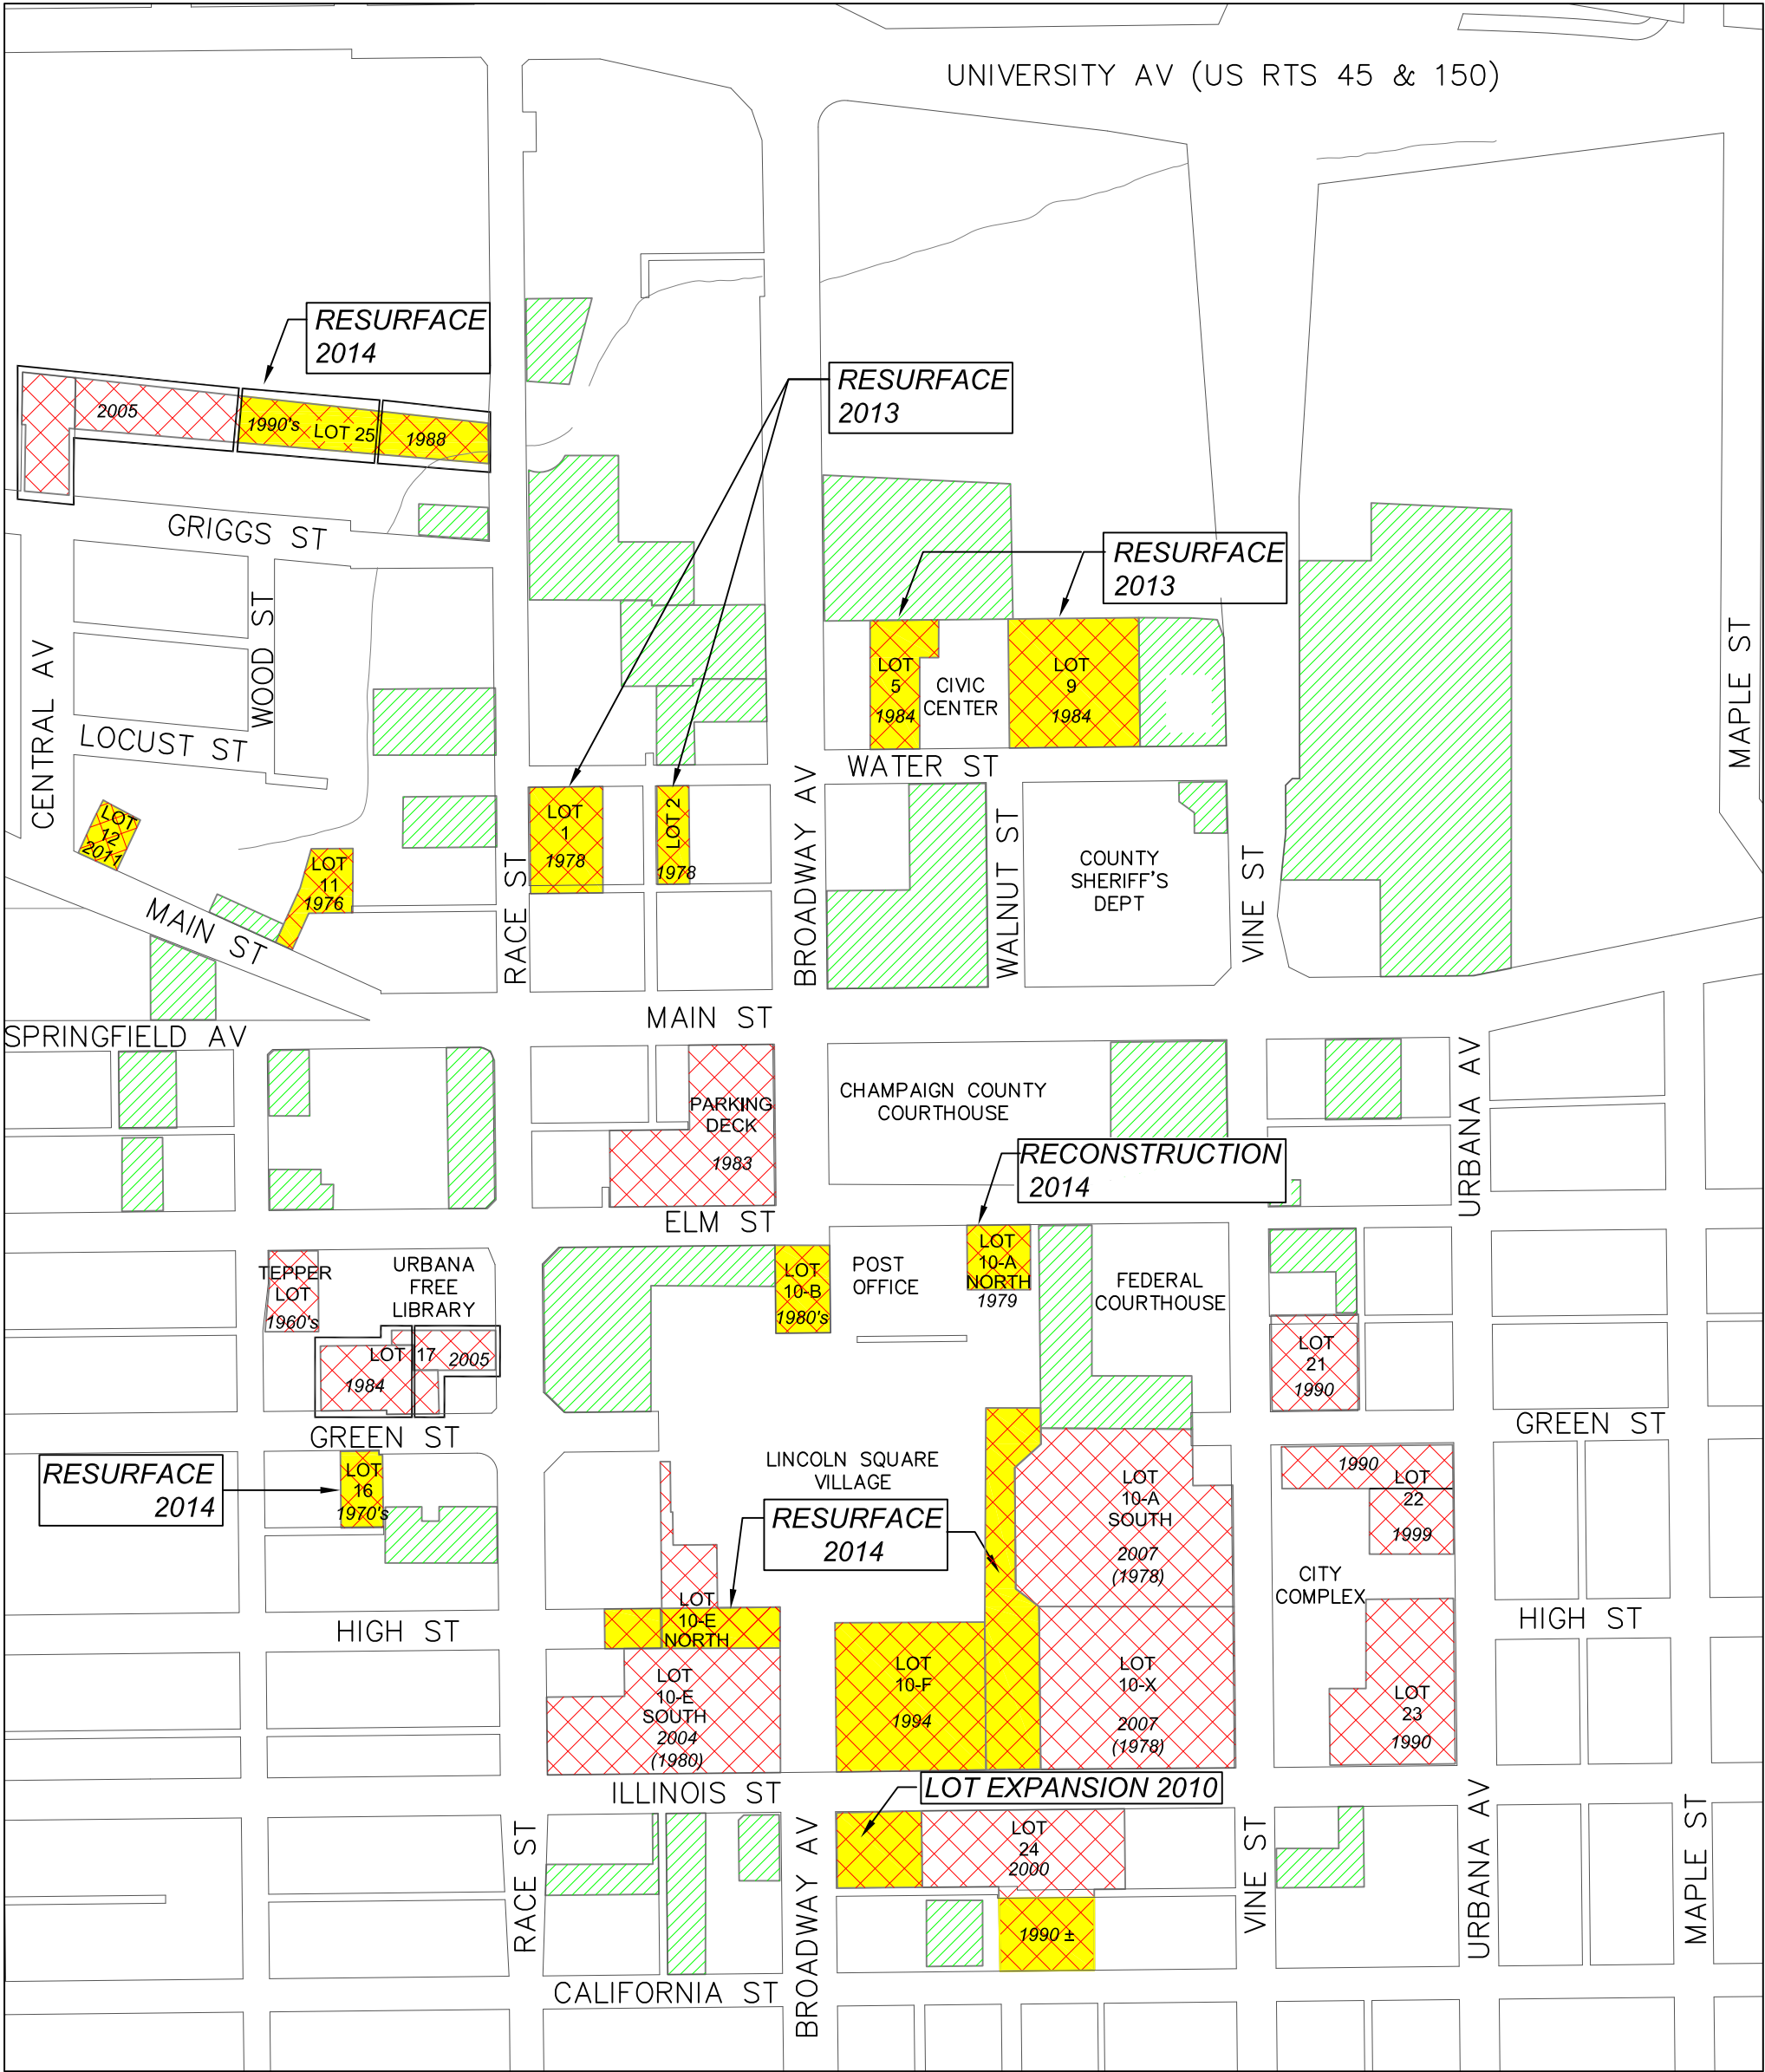 UNIVERSITY AV (US RTS 45 & 150)
RESURFACE
2014
RESURFACE
2013
2005
1990's
LOT 25
1988
GRIGGS ST
RESURFACE
2013
WOOD ST
CENTRAL AV
LOCUST ST
LOT
5
1984
CIVIC
CENTER
LOT
9
1984
MAPLE ST
WATER ST
LOT
12
2011
LOT
11
1976
MAIN ST
RACE ST
LOT
1
1978
LOT 2
1978
BROADWAY AV
WALNUT ST
COUNTY
SHERIFF'S
DEPT
VINE ST
MAIN ST
SPRINGFIELD AV
PARKING
DECK
1983
CHAMPAIGN COUNTY
COURTHOUSE
URBANA AV
RECONSTRUCTION
2014
ELM ST
TEPPER
LOT
1960's
URBANA
FREE
LIBRARY
LOT 17
2005
1984
LOT
10-B
1980's
POST
OFFICE
LOT
10-A
NORTH
1979
FEDERAL
COURTHOUSE
LOT
21
1990
GREEN ST
GREEN ST
RESURFACE
2014
LOT
16
1970's
LINCOLN SQUARE
VILLAGE
RESURFACE
2014
LOT
10-A
SOUTH
2007
(1978)
1990
LOT
22
1999
CITY
COMPLEX
HIGH ST
LOT
10-E
NORTH
HIGH ST
LOT
10-E
SOUTH
2004
(1980)
LOT
10-F
1994
LOT
10-X
2007
(1978)
LOT
23
1990
ILLINOIS ST
LOT EXPANSION 2010
LOT
24
2000
RACE ST
BROADWAY AV
VINE ST
URBANA AV
MAPLE ST
1990 ±
CALIFORNIA ST